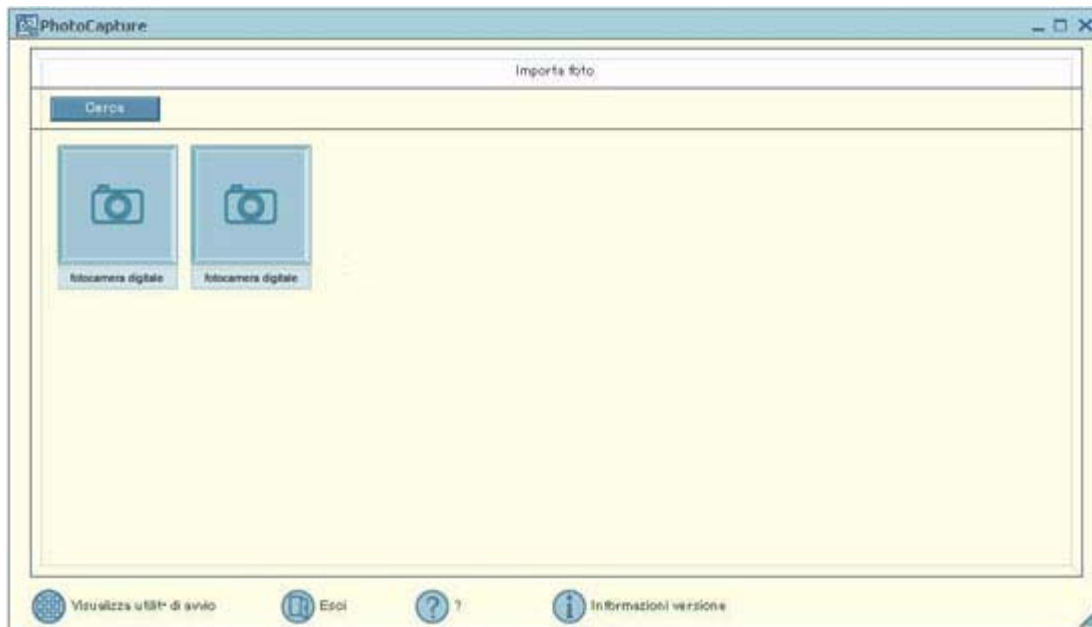 PhotoCapture
Importa foto
Cerca
fotocamera digitale fotocamera digitale
Visualizza utilit• di avvio Esci ? ? Informazioni versione